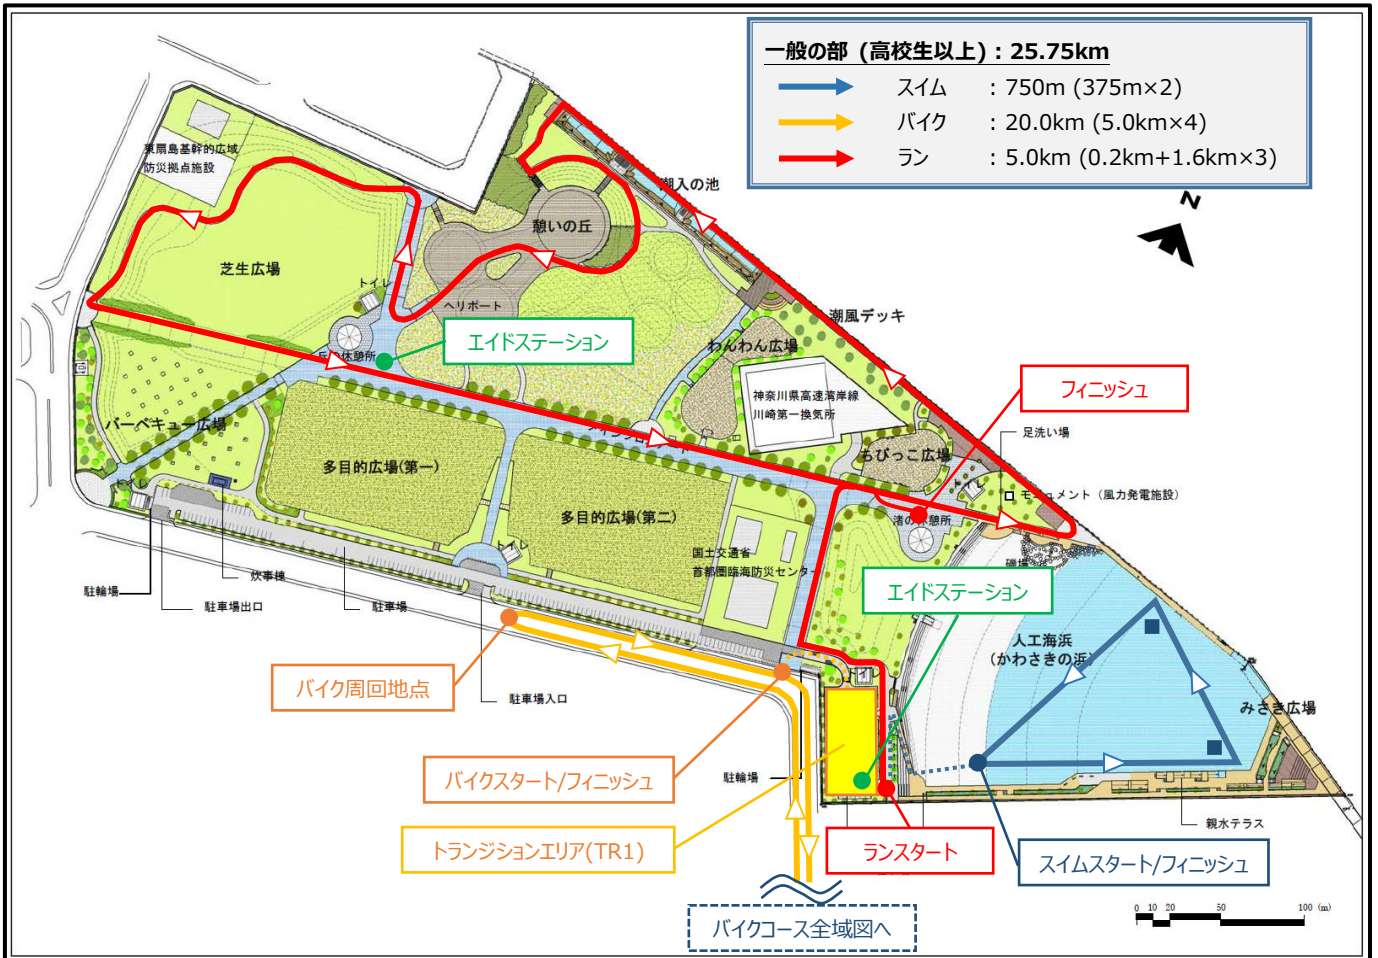 一般の部 (高校生以上) : 25.75km
スイム : 750m (375m×2)
バイク : 20.0km (5.0km×4)
ラン : 5.0km (0.2km+1.6km×3)
N
東扇島基幹的広域
防災拠点施設
潮入の池
憩いの丘
芝生広場
トイレ
ヘリポート
エイドステーション
潮風デッキ
わんわん広場
神奈川県高速湾岸線
川崎第一換気所
フィニッシュ
足洗い場
バーベキュー広場
ちびっこ広場
多目的広場(第一)
トイレ
モニュメント（風力発電施設）
トイレ
多目的広場(第二)
トイレ
国土交通省
首都圏臨海防災センター
エイドステーション
炊事棟
駐輪場
駐車場出口
駐車場
人工海浜
(かわさきの浜)
トイレ
バイク周回地点
駐車場入口
みさき広場
バイクスタート/フィニッシュ
駐輪場
親水テラス
トランジションエリア(TR1)
ランスタート
スイムスタート/フィニッシュ
バイクコース全域図へ
0 10 20 50 100 (m)